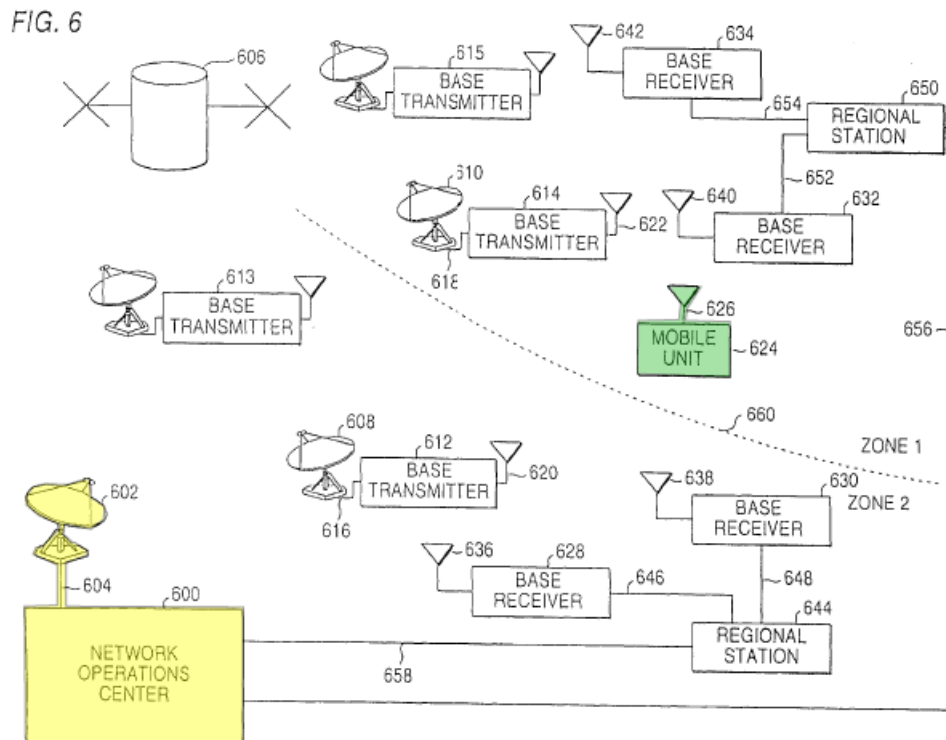 FIG. 6
606
615
BASE
TRANSMITTER
642
634
BASE
RECEIVER
654
650
REGIONAL
STATION
652
610
614
BASE
TRANSMITTER
622
618
640
632
BASE
RECEIVER
613
BASE
TRANSMITTER
626
MOBILE
UNIT
624
656
660
ZONE 1
608
612
BASE
TRANSMITTER
620
616
638
630
BASE
RECEIVER
ZONE 2
602
604
600
NETWORK
OPERATIONS
CENTER
636
628
BASE
RECEIVER
646
648
644
REGIONAL
STATION
658